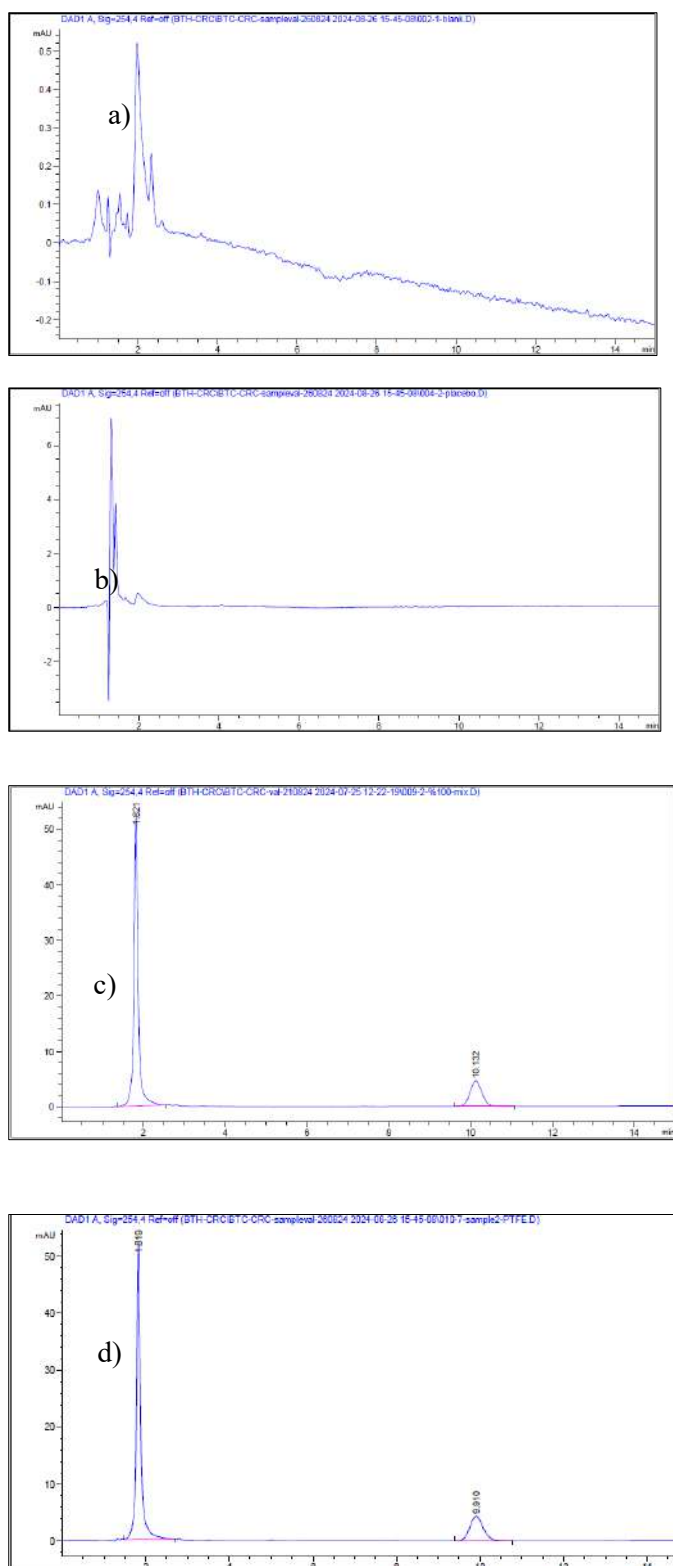 DAD1 A, Sig=254,4 Ref=off (BTH-CRC\BTC-CRC-sampleval-260824 2024-08-26 15-45-08\002-1-blank.D)
mAU
0.5
0.4
a)
0.3
0.2
0.1
0
-0.1
-0.2
2 4 6 8 10 12 14 min
DAD1 A, Sig=254,4 Ref=off (BTH-CRC\BTC-CRC-sampleval-260824 2024-08-26 15-45-08\004-2-placebo.D)
mAU
6
4
2
b)
0
-2
2 4 6 8 10 12 14 min
DAD1 A, Sig=254,4 Ref=off (BTH-CRC\BTC-CRC-val-210824 2024-07-25 12-22-19\009-2-%100-mix.D)
mAU
1.821
50
40
30
c)
20
10
10.132
0
2 4 6 8 10 12 14 min
DAD1 A, Sig=254,4 Ref=off (BTH-CRC\BTC-CRC-sampleval-260824 2024-08-26 15-45-08\010-7-sample2-PTFE.D)
mAU
1.819
50
40
d)
30
20
10
9.910
0